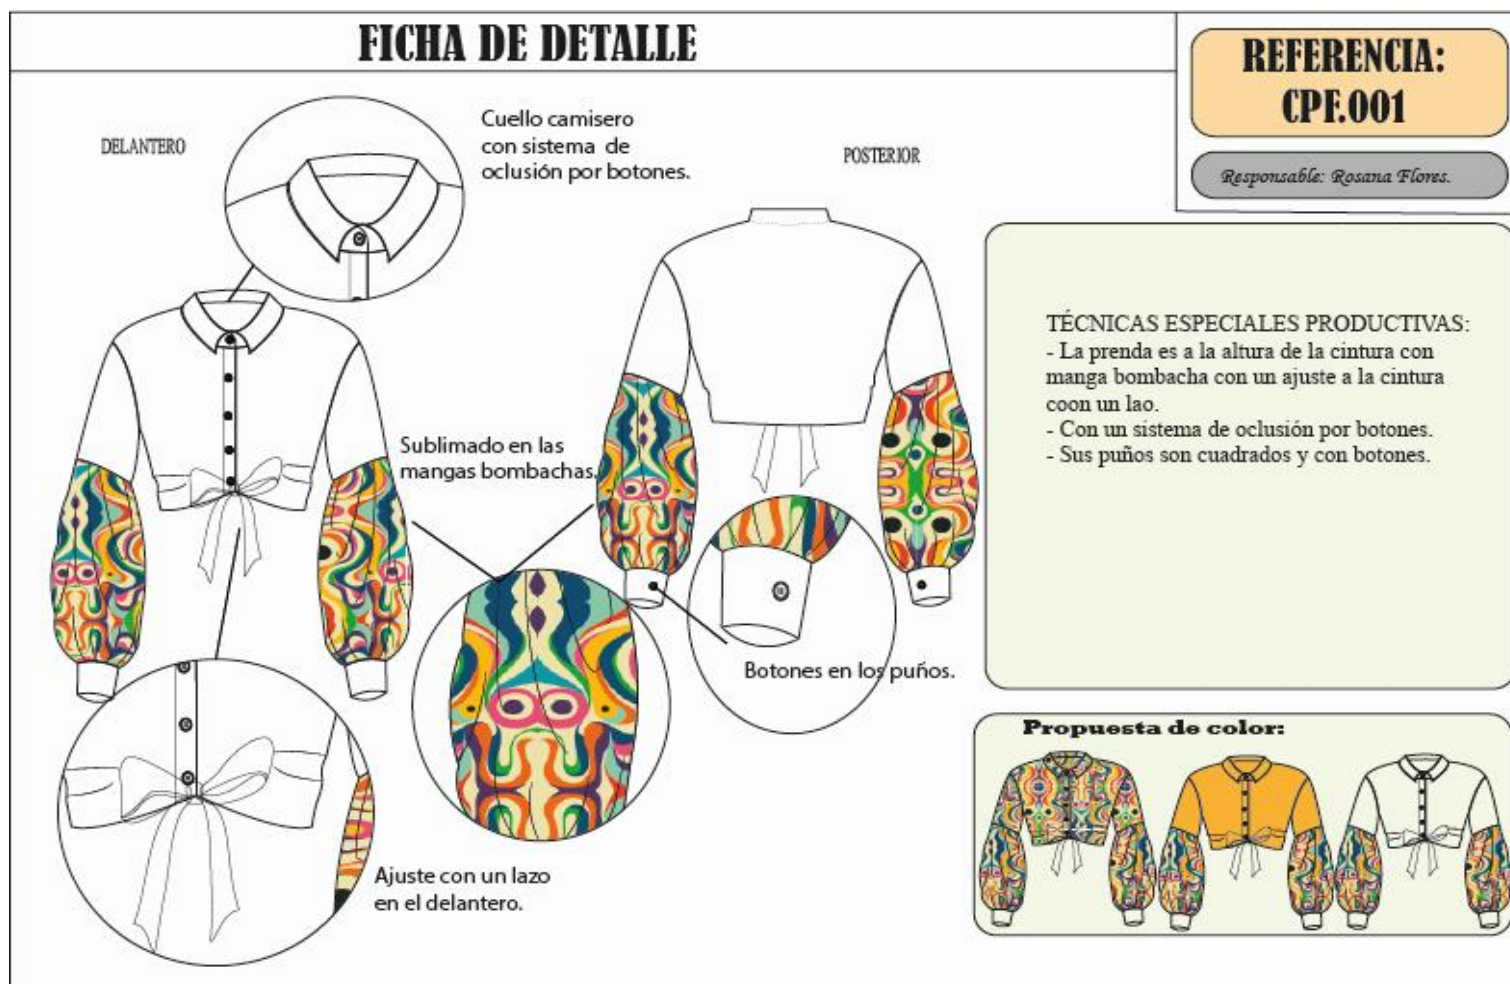 FICHA DE DETALLE
REFERENCIA:
CPF.001
Responsable: Rosana Flores.
DELANTERO
Cuello camisero
con sistema de
oclusión por botones.
POSTERIOR
Sublimado en las
mangas bombachas.
Botones en los puños.
Ajuste con un lazo
en el delantero.
TÉCNICAS ESPECIALES PRODUCTIVAS:
- La prenda es a la altura de la cintura con
manga bombacha con un ajuste a la cintura
coon un lao.
- Con un sistema de oclusión por botones.
- Sus puños son cuadrados y con botones.
Propuesta de color: